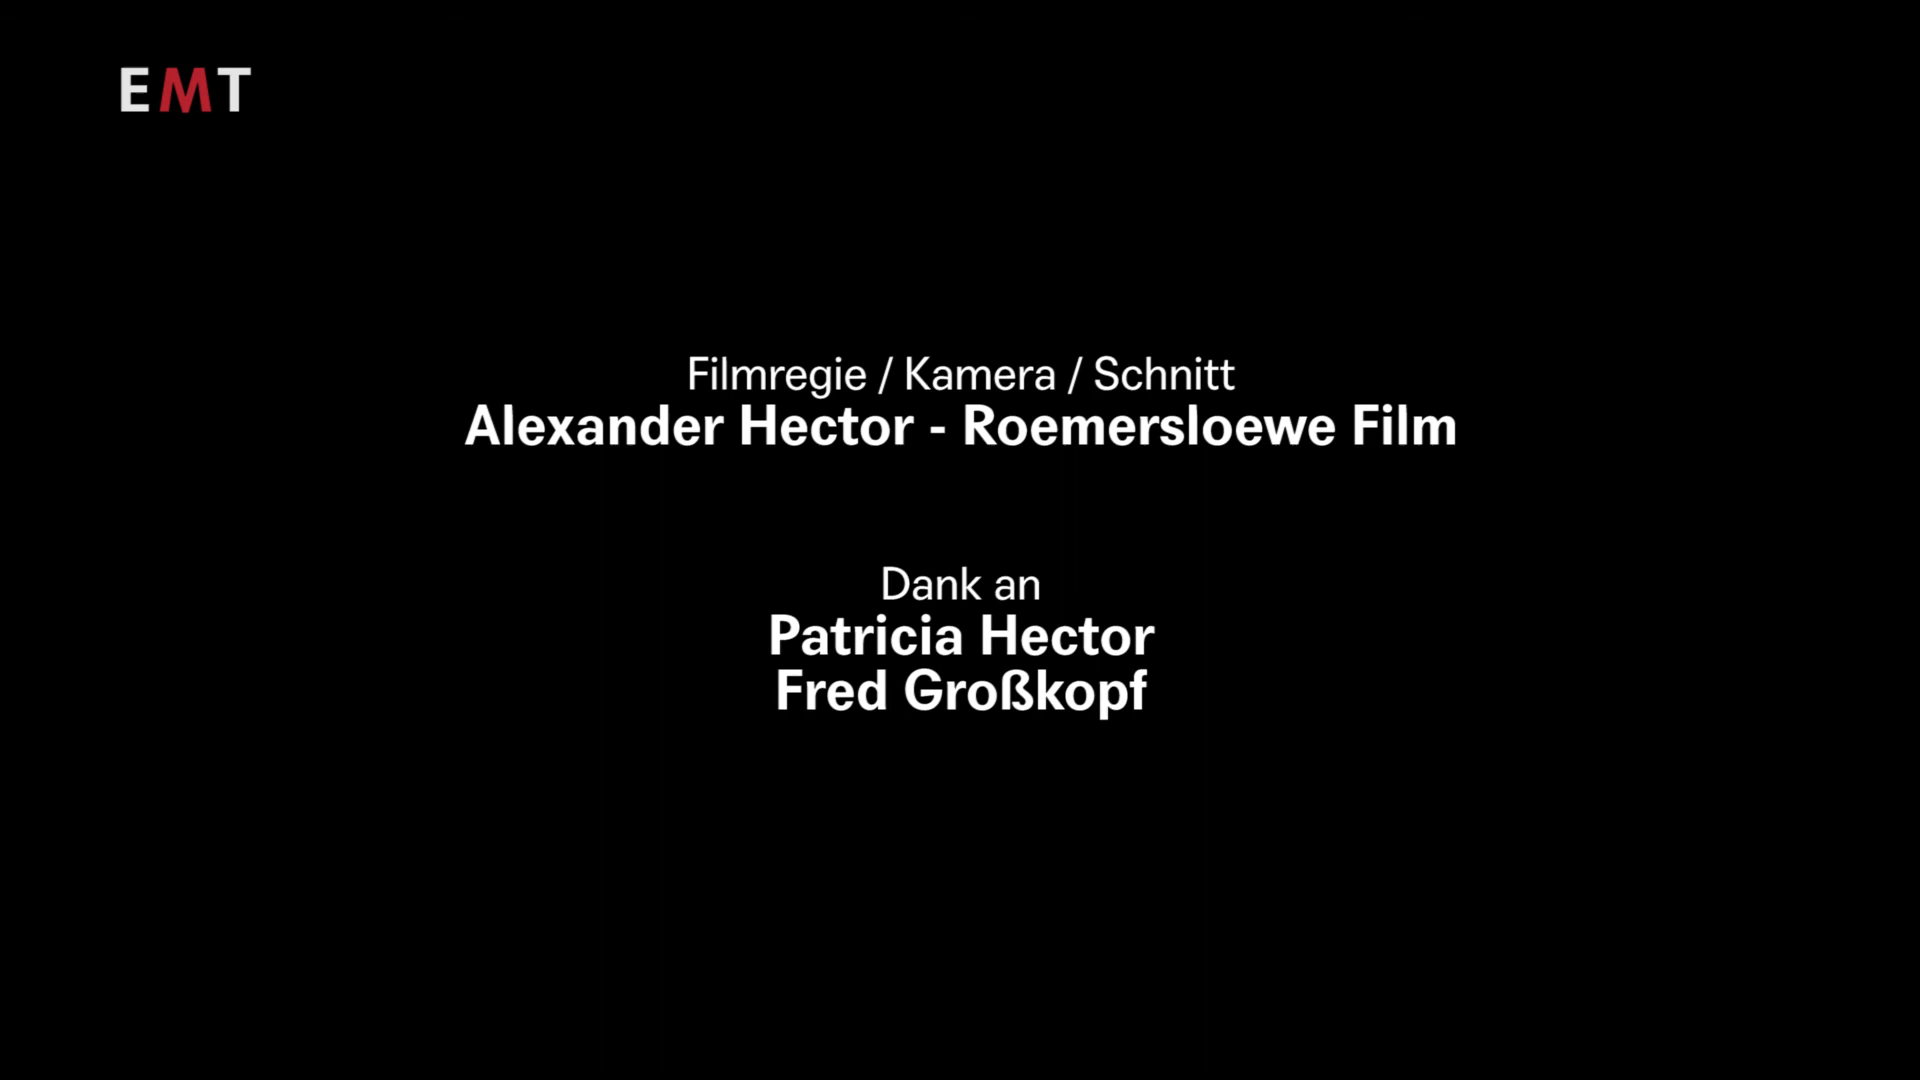 EMT
Filmregie / Kamera / Schnitt
Alexander Hector - Roemersloewe Film
Dank an
Patricia Hector
Fred Großkopf